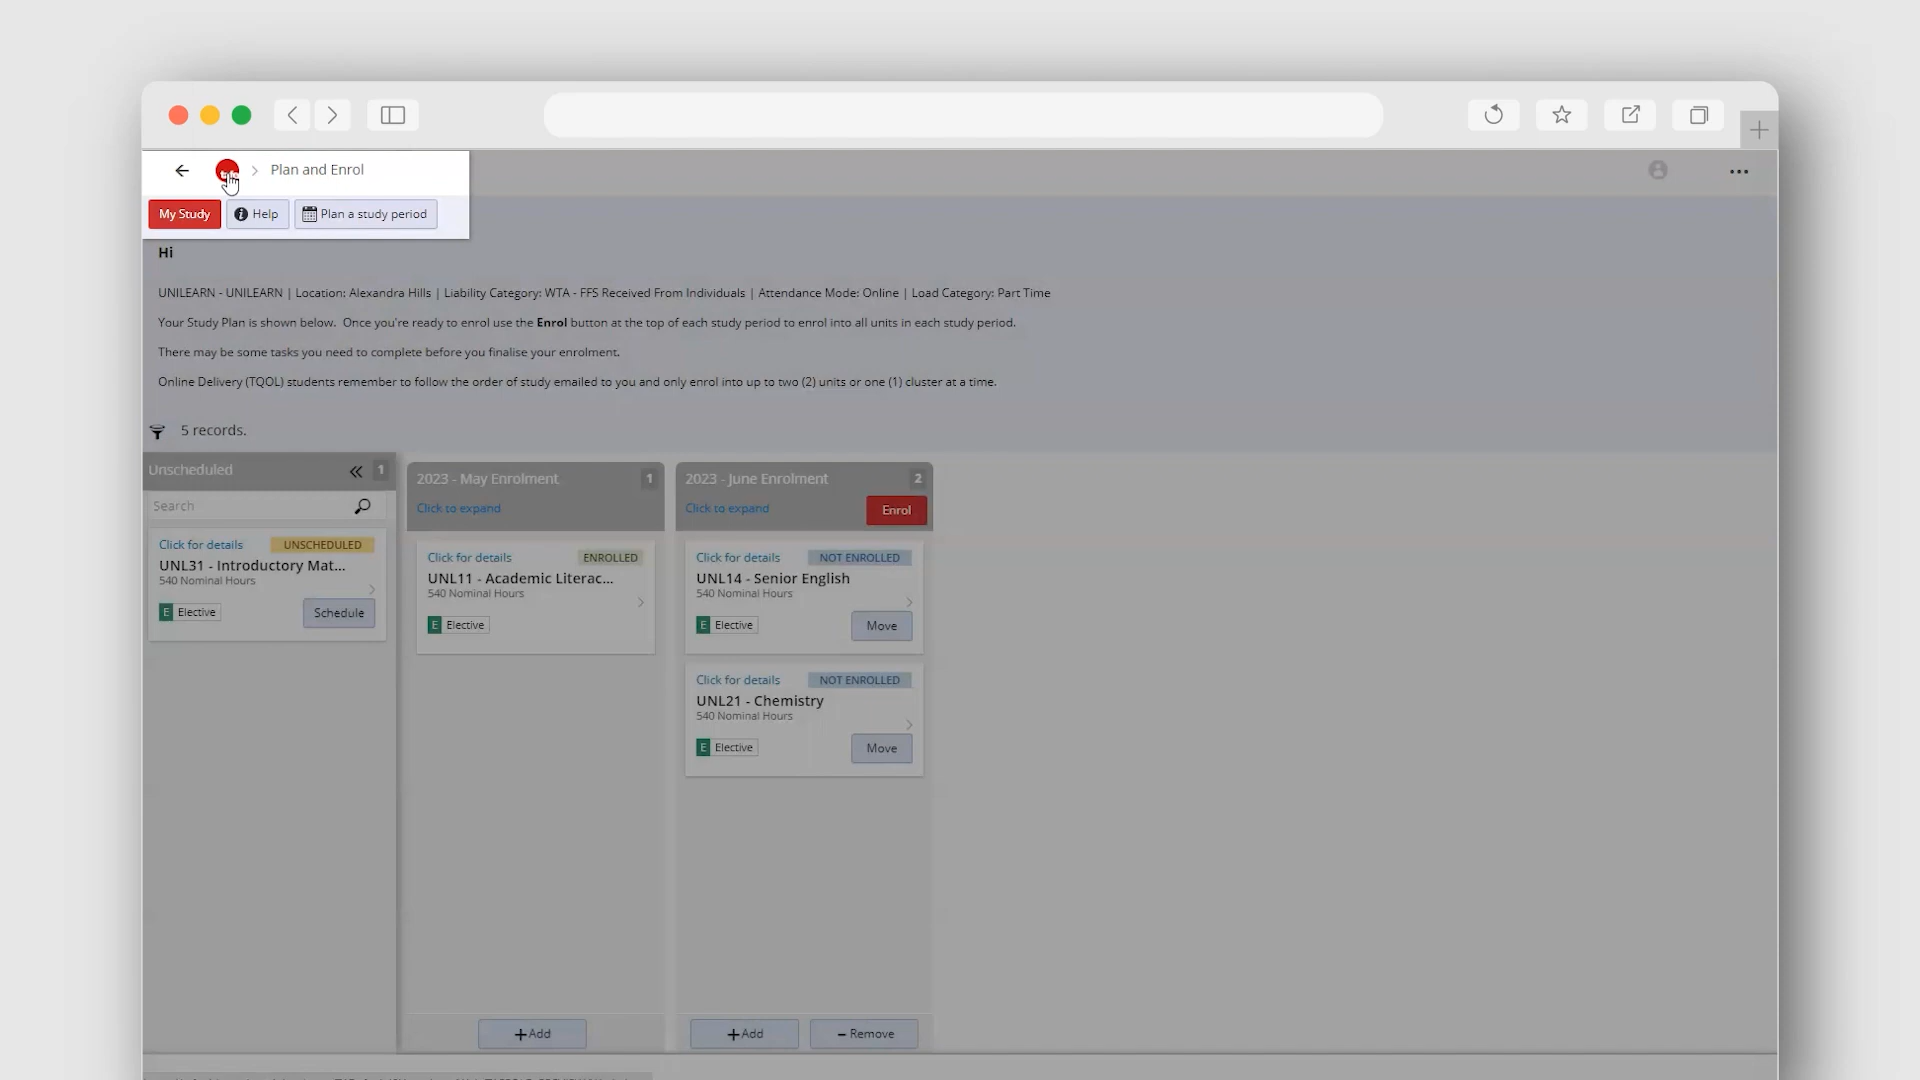 Plan and Enrol
My Study
Help
Plan a study period
Hi
UNILEARN - UNILEARN | Location: Alexandra Hills | Liability Category: WTA - FFS Received From Individuals | Attendance Mode: Online | Load Category: Part Time
Your Study Plan is shown below. Once you're ready to enrol use the Enrol button at the top of each study period to enrol into all units in each study period.
There may be some tasks you need to complete before you finalise your enrolment.
Online Delivery (TQOL) students remember to follow the order of study emailed to you and only enrol into up to two (2) units or one (1) cluster at a time.
5 records.
Unscheduled 1
Search
Click for details UNSCHEDULED
UNL31 - Introductory Mat...
540 Nominal Hours
E Elective Schedule
2023 - May Enrolment 1
Click to expand
Click for details ENROLLED
UNL11 - Academic Literac...
540 Nominal Hours
E Elective
+Add
2023 - June Enrolment 2
Click to expand Enrol
Click for details NOT ENROLLED
UNL14 - Senior English
540 Nominal Hours
E Elective Move
Click for details NOT ENROLLED
UNL21 - Chemistry
540 Nominal Hours
E Elective Move
+Add
- Remove